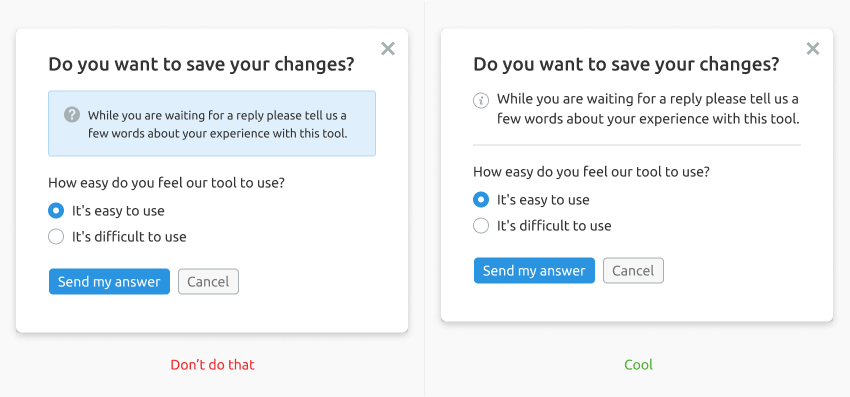 Do you want to save your changes?
While you are waiting for a reply please tell us a
few words about your experience with this tool.
How easy do you feel our tool to use?
It's easy to use
It's difficult to use
Send my answer
Cancel
Don't do that
Do you want to save your changes?
While you are waiting for a reply please tell us a
few words about your experience with this tool.
How easy do you feel our tool to use?
It's easy to use
It's difficult to use
Send my answer
Cancel
Cool